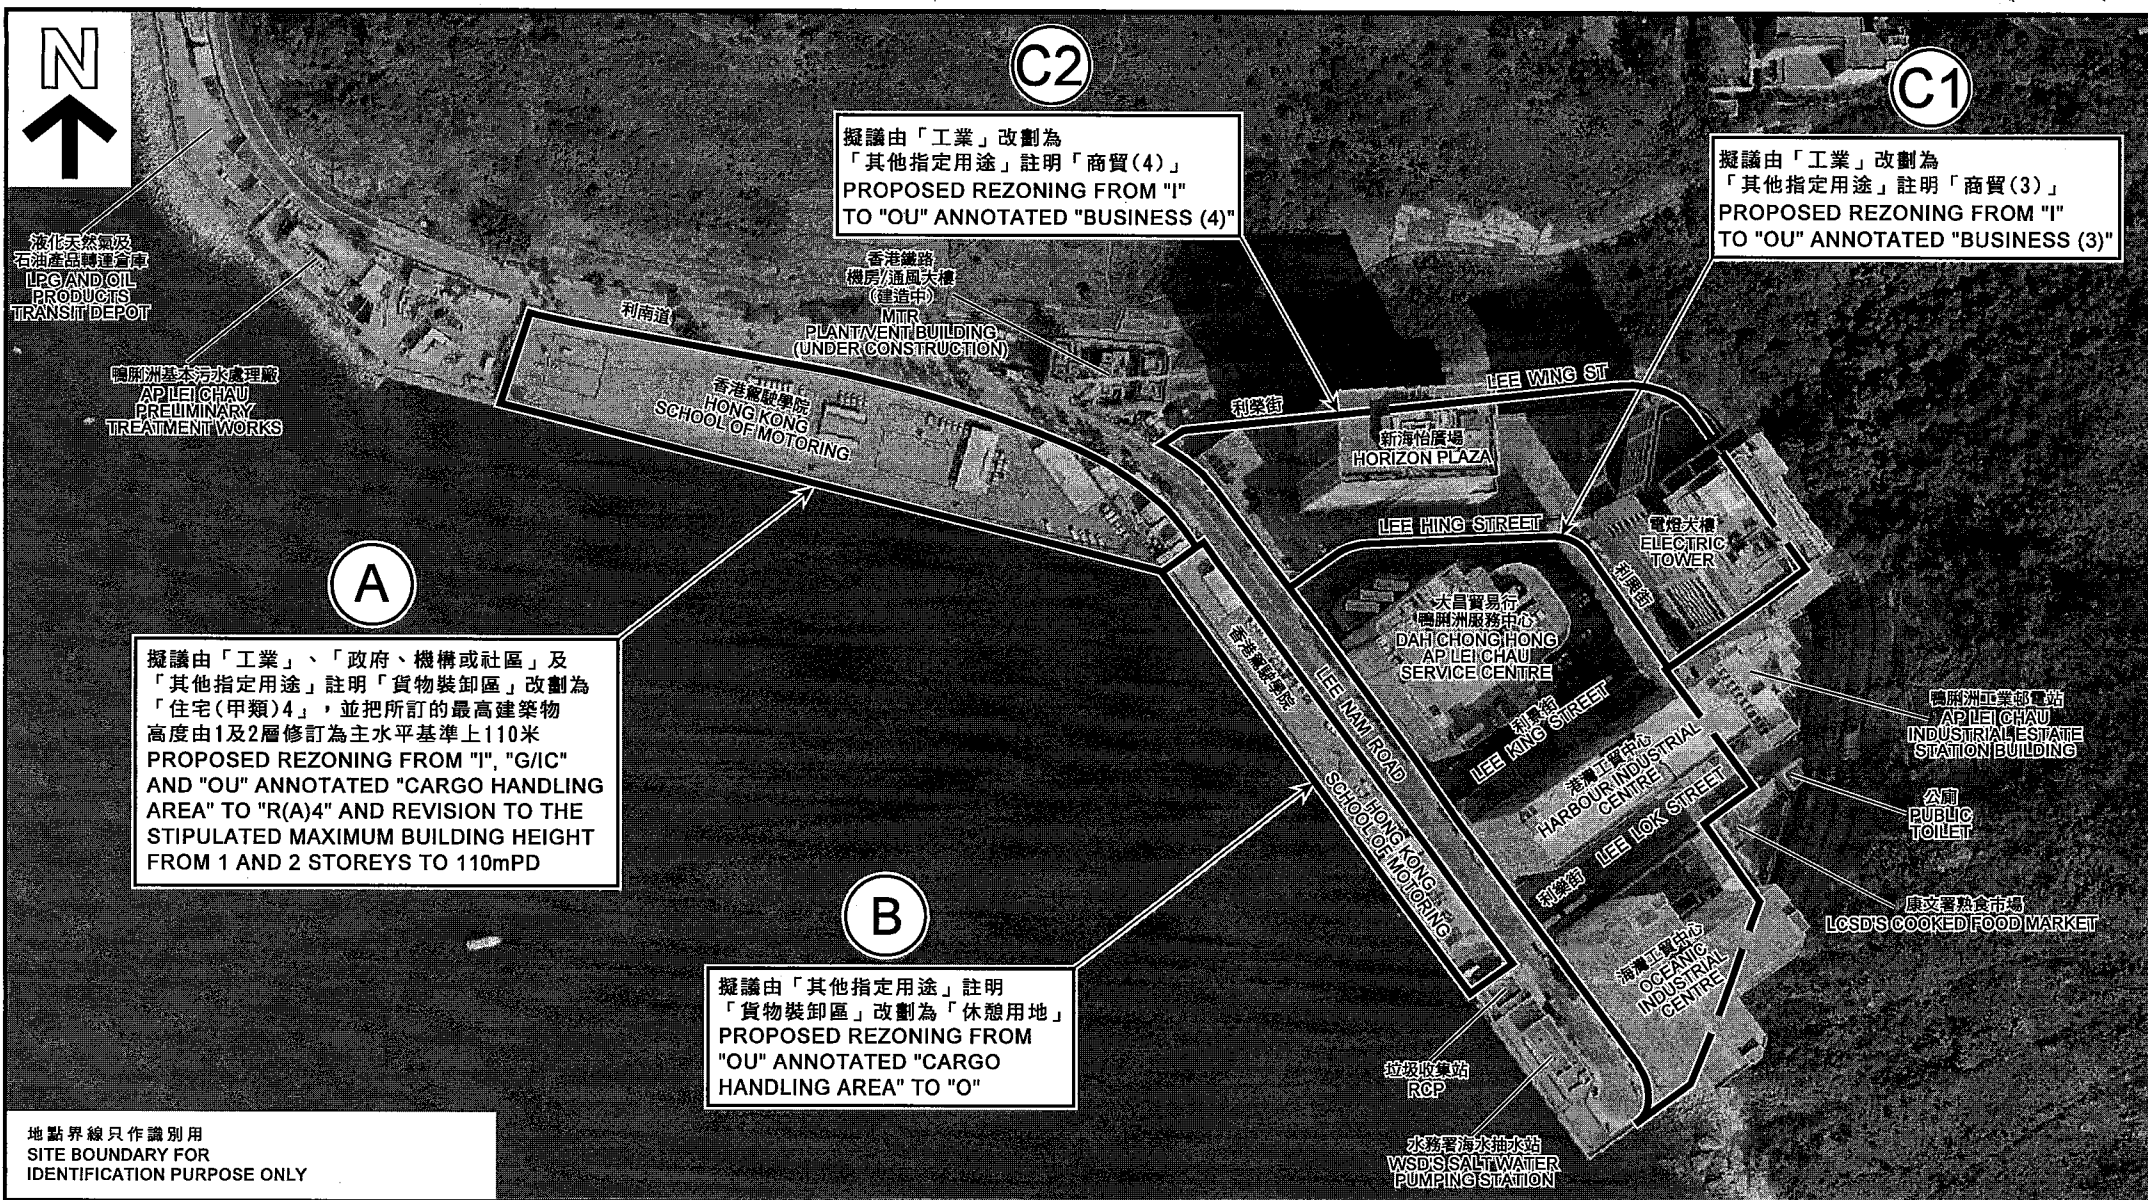 N
C2
擬議由「工業」改劃為
「其他指定用途」註明「商貿(4)」
PROPOSED REZONING FROM "I"
TO "OU" ANNOTATED "BUSINESS (4)"
C1
擬議由「工業」改劃為
「其他指定用途」註明「商貿(3)」
PROPOSED REZONING FROM "I"
TO "OU" ANNOTATED "BUSINESS (3)"
液化天然氣及
石油產品轉運倉庫
LPG AND OIL
PRODUCTS
TRANSIT DEPOT
鴨脷洲基本污水處理廠
AP LEI CHAU
PRELIMINARY
TREATMENT WORKS
利南道
香港鐵路
機房/通風大樓
(建造中)
MTR
PLANT/VENT BUILDING
(UNDER CONSTRUCTION)
香港駕駛學院
HONG KONG
SCHOOL OF MOTORING
利榮街
LEE WING ST
新海怡廣場
HORIZON PLAZA
LEE HING STREET
利興街
電燈大樓
ELECTRIC
TOWER
大昌貿易行
鴨脷洲服務中心
DAH CHONG HONG
AP LEI CHAU
SERVICE CENTRE
A
擬議由「工業」、「政府、機構或社區」及
「其他指定用途」註明「貨物裝卸區」改劃為
「住宅(甲類)4」，並把所訂的最高建築物
高度由1及2層修訂為主水平基準上110米
PROPOSED REZONING FROM "I", "G/IC"
AND "OU" ANNOTATED "CARGO HANDLING
AREA" TO "R(A)4" AND REVISION TO THE
STIPULATED MAXIMUM BUILDING HEIGHT
FROM 1 AND 2 STOREYS TO 110mPD
香港駕駛學院
HONG KONG
SCHOOL OF MOTORING
LEE NAM ROAD
利景街
LEE KING STREET
港灣工貿中心
HARBOUR INDUSTRIAL
CENTRE
利樂街
LEE LOK STREET
鴨脷洲工業邨電站
AP LEI CHAU
INDUSTRIAL ESTATE
STATION BUILDING
公廁
PUBLIC
TOILET
康文署熟食市場
LCSD'S COOKED FOOD MARKET
海灣工貿中心
OCEANIC
INDUSTRIAL
CENTRE
B
擬議由「其他指定用途」註明
「貨物裝卸區」改劃為「休憩用地」
PROPOSED REZONING FROM
"OU" ANNOTATED "CARGO
HANDLING AREA" TO "O"
垃圾收集站
RCP
水務署海水抽水站
WSD'S SALT WATER
PUMPING STATION
地點界線只作識別用
SITE BOUNDARY FOR
IDENTIFICATION PURPOSE ONLY